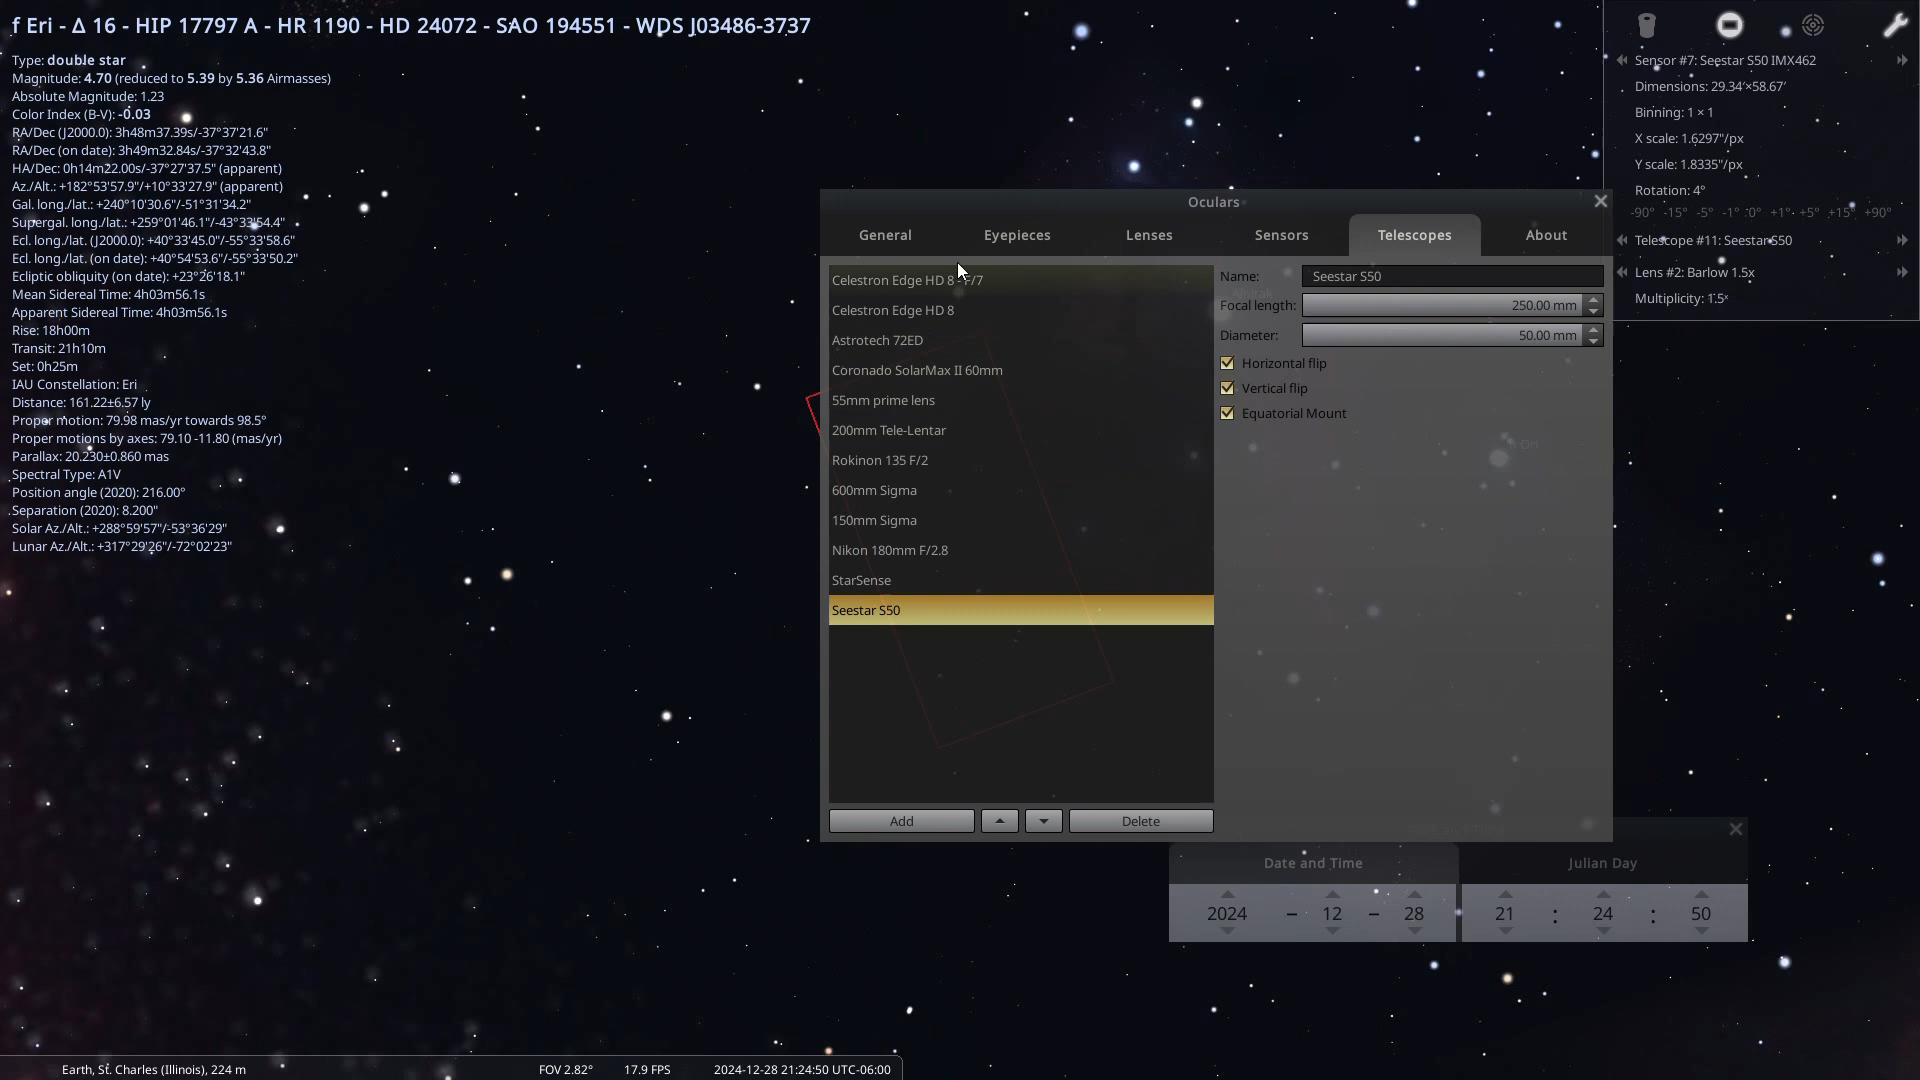 f Eri - Δ 16 - HIP 17797 A - HR 1190 - HD 24072 - SAO 194551 - WDS J03486-3737
Type: double star
Magnitude: 4.70 (reduced to 5.39 by 5.36 Airmasses)
Absolute Magnitude: 1.23
Color Index (B-V): -0.03
RA/Dec (J2000.0): 3h48m37.39s/-37°37'21.6"
RA/Dec (on date): 3h49m32.84s/-37°32'43.8"
HA/Dec: 0h14m22.00s/-37°27'37.5" (apparent)
Az./Alt.: +182°53'57.9"/+10°33'27.9" (apparent)
Gal. long./lat.: +240°10'30.6"/-51°31'34.2"
Supergal. long./lat.: +259°01'46.1"/-43°33'54.4"
Ecl. long./lat. (J2000.0): +40°33'45.0"/-55°33'58.6"
Ecl. long./lat. (on date): +40°54'53.6"/-55°33'50.2"
Ecliptic obliquity (on date): +23°26'18.1"
Mean Sidereal Time: 4h03m56.1s
Apparent Sidereal Time: 4h03m56.1s
Rise: 18h00m
Transit: 21h10m
Set: 0h25m
IAU Constellation: Eri
Distance: 161.22±6.57 ly
Proper motion: 79.98 mas/yr towards 98.5°
Proper motions by axes: 79.10 -11.80 (mas/yr)
Parallax: 20.230±0.860 mas
Spectral Type: A1V
Position angle (2020): 216.00°
Separation (2020): 8.200"
Solar Az./Alt.: +288°59'57"/-53°36'29"
Lunar Az./Alt.: +317°29'26"/-72°02'23"
Sensor #7: Seestar S50 IMX462
Dimensions: 29.34′×58.67′
Binning: 1 × 1
X scale: 1.6297"/px
Y scale: 1.8335"/px
Rotation: 4°
-90° -15° -5° -1° 0° +1° +5° +15° +90°
Telescope #11: Seestar S50
Lens #2: Barlow 1.5x
Multiplicity: 1.5ˣ
Oculars
General Eyepieces Lenses Sensors Telescopes About
Celestron Edge HD 8 - F/7
Celestron Edge HD 8
Astrotech 72ED
Coronado SolarMax II 60mm
55mm prime lens
200mm Tele-Lentar
Rokinon 135 F/2
600mm Sigma
150mm Sigma
Nikon 180mm F/2.8
StarSense
Seestar S50
Add Delete
Name: Seestar S50
Focal length: 250.00 mm
Diameter: 50.00 mm
Horizontal flip
Vertical flip
Equatorial Mount
Date and Time Julian Day
2024 - 12 - 28 21 : 24 : 50
Earth, St. Charles (Illinois), 224 m FOV 2.82° 17.9 FPS 2024-12-28 21:24:50 UTC-06:00